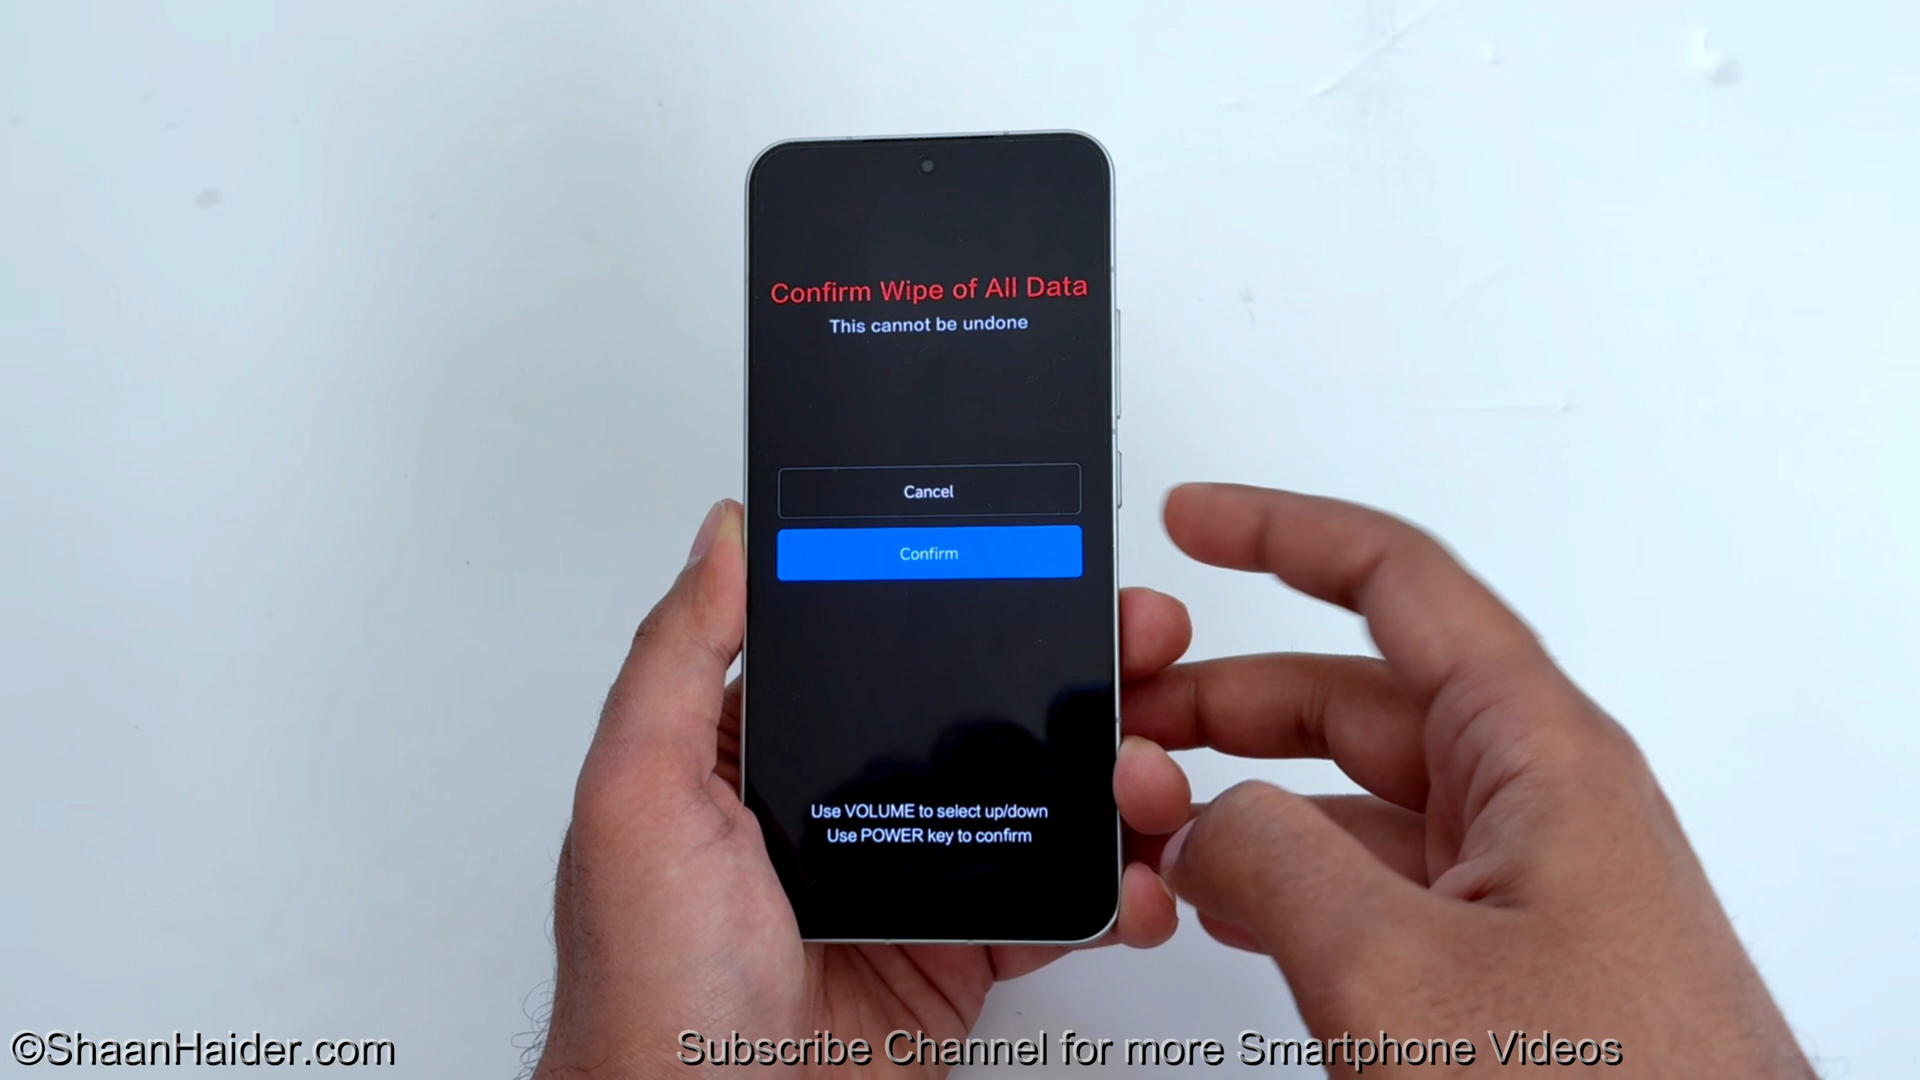 Confirm Wipe of All Data
This cannot be undone
Cancel
Confirm
Use VOLUME to select up/down
Use POWER key to confirm
©ShaanHaider.com
Subscribe Channel for more Smartphone Videos